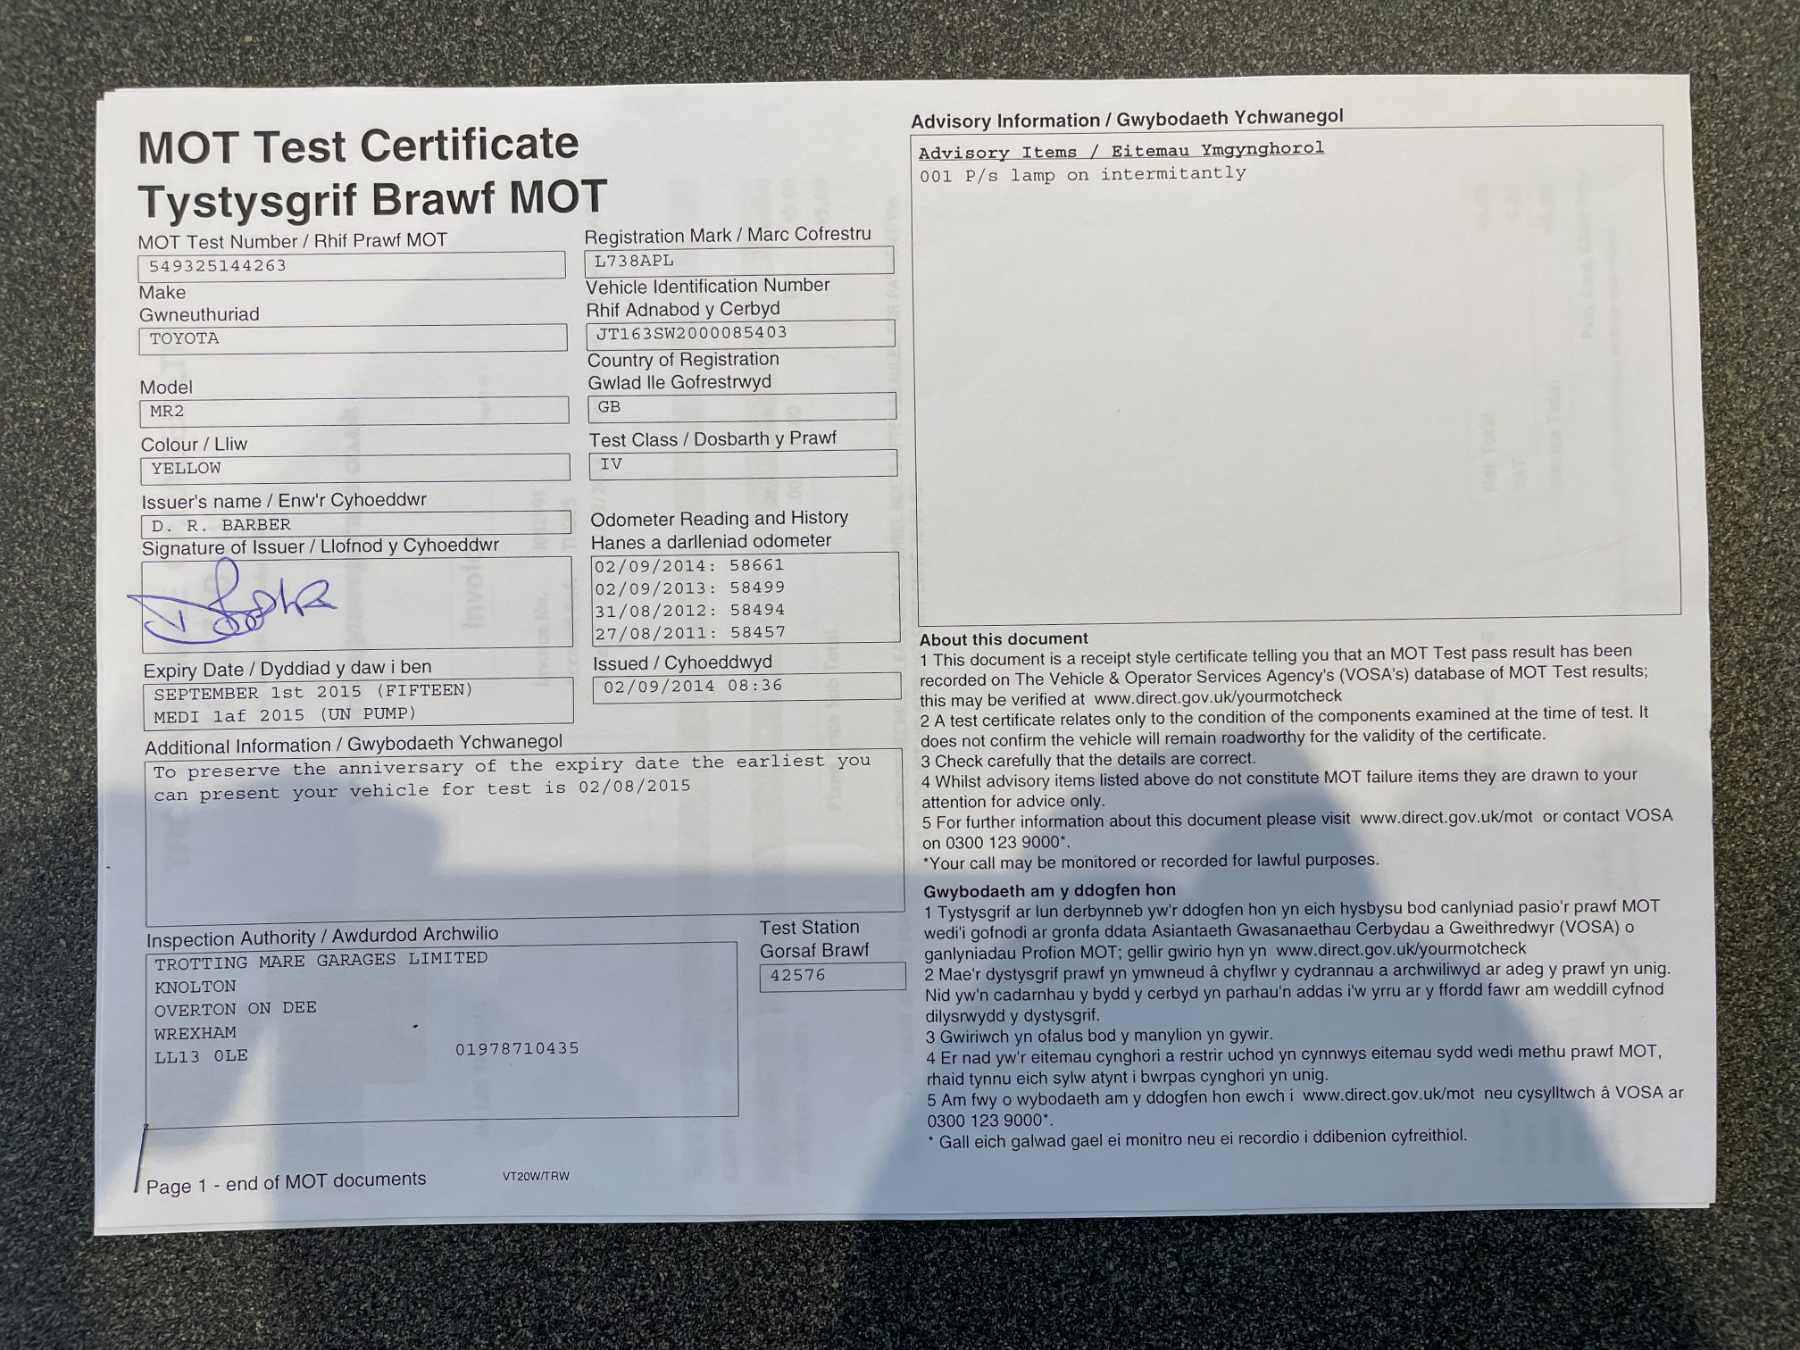 MOT Test Certificate
Tystysgrif Brawf MOT
MOT Test Number / Rhif Prawf MOT
549325144263
Make
Gwneuthuriad
TOYOTA
Model
MR2
Colour / Lliw
YELLOW
Issuer's name / Enw'r Cyhoeddwr
D. R. BARBER
Signature of Issuer / Llofnod y Cyhoeddwr
Expiry Date / Dyddiad y daw i ben
SEPTEMBER 1st 2015 (FIFTEEN)
MEDI 1af 2015 (UN PUMP)
Registration Mark / Marc Cofrestru
L738APL
Vehicle Identification Number
Rhif Adnabod y Cerbyd
JT163SW2000085403
Country of Registration
Gwlad lle Gofrestrwyd
GB
Test Class / Dosbarth y Prawf
IV
Odometer Reading and History
Hanes a darlleniad odometer
02/09/2014: 58661
02/09/2013: 58499
31/08/2012: 58494
27/08/2011: 58457
Issued / Cyhoeddwyd
02/09/2014 08:36
Additional Information / Gwybodaeth Ychwanegol
To preserve the anniversary of the expiry date the earliest you
can present your vehicle for test is 02/08/2015
Inspection Authority / Awdurdod Archwilio
TROTTING MARE GARAGES LIMITED
KNOLTON
OVERTON ON DEE
WREXHAM
LL13 0LE 01978710435
Test Station
Gorsaf Brawf
42576
Page 1 - end of MOT documents
VT20W/TRW
Advisory Information / Gwybodaeth Ychwanegol
Advisory Items / Eitemau Ymgynghorol
001 P/s lamp on intermitantly
About this document
1 This document is a receipt style certificate telling you that an MOT Test pass result has been
recorded on The Vehicle & Operator Services Agency's (VOSA's) database of MOT Test results;
this may be verified at www.direct.gov.uk/yourmotcheck
2 A test certificate relates only to the condition of the components examined at the time of test. It
does not confirm the vehicle will remain roadworthy for the validity of the certificate.
3 Check carefully that the details are correct.
4 Whilst advisory items listed above do not constitute MOT failure items they are drawn to your
attention for advice only.
5 For further information about this document please visit www.direct.gov.uk/mot or contact VOSA
on 0300 123 9000*.
*Your call may be monitored or recorded for lawful purposes.
Gwybodaeth am y ddogfen hon
1 Tystysgrif ar lun derbynneb yw'r ddogfen hon yn eich hysbysu bod canlyniad pasio'r prawf MOT
wedi'i gofnodi ar gronfa ddata Asiantaeth Gwasanaethau Cerbydau a Gweithredwyr (VOSA) o
ganlyniadau Profion MOT; gellir gwirio hyn yn www.direct.gov.uk/yourmotcheck
2 Mae'r dystysgrif prawf yn ymwneud â chyflwr y cydrannau a archwiliwyd ar adeg y prawf yn unig.
Nid yw'n cadarnhau y bydd y cerbyd yn parhau'n addas i'w yrru ar y ffordd fawr am weddill cyfnod
dilysrwydd y dystysgrif.
3 Gwiriwch yn ofalus bod y manylion yn gywir.
4 Er nad yw'r eitemau cynghori a restrir uchod yn cynnwys eitemau sydd wedi methu prawf MOT,
rhaid tynnu eich sylw atynt i bwrpas cynghori yn unig.
5 Am fwy o wybodaeth am y ddogfen hon ewch i www.direct.gov.uk/mot neu cysylltwch â VOSA ar
0300 123 9000*.
* Gall eich galwad gael ei monitro neu ei recordio i ddibenion cyfreithiol.